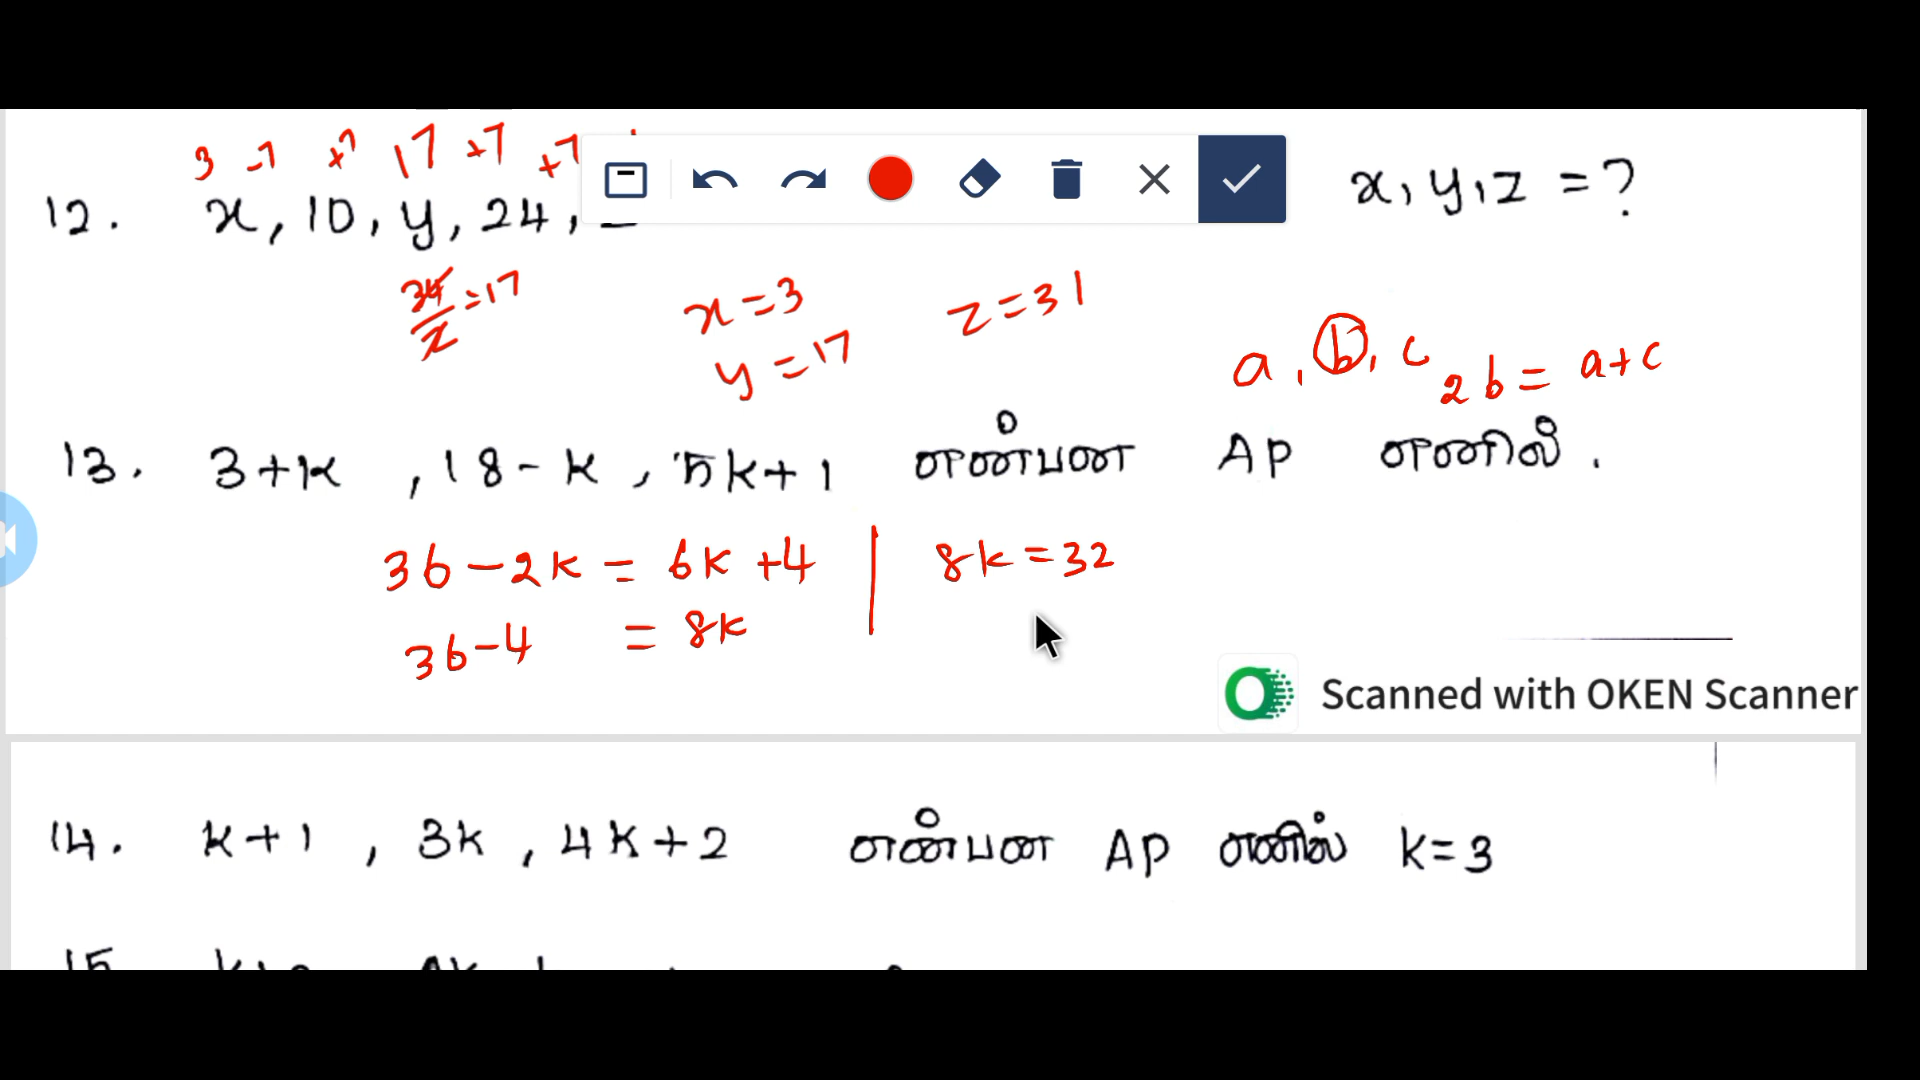 3 -7 +7 17 +7 +7
12. x, 10, y, 24, x, y, z = ?
34/2 = 17
x = 3 z = 31
y = 17
a, b, c 2b = a+c
13. 3+k , 18-k , 5k+1 என்பன AP எனில் .
36-2k = 6k+4 | 8k = 32
36-4 = 8k
Scanned with OKEN Scanner
14. k+1 , 3k , 4k+2 என்பன AP எனில் k=3
15